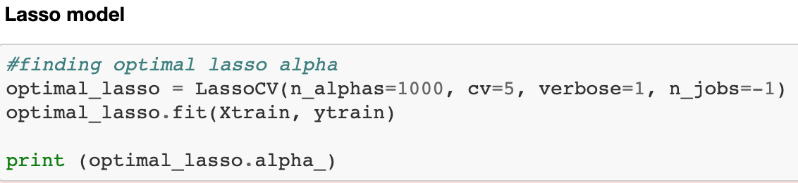 Lasso model
#finding optimal lasso alpha
optimal_lasso = LassoCV(n_alphas=1000, cv=5, verbose=1, n_jobs=-1)
optimal_lasso.fit(Xtrain, ytrain)
print (optimal_lasso.alpha_)